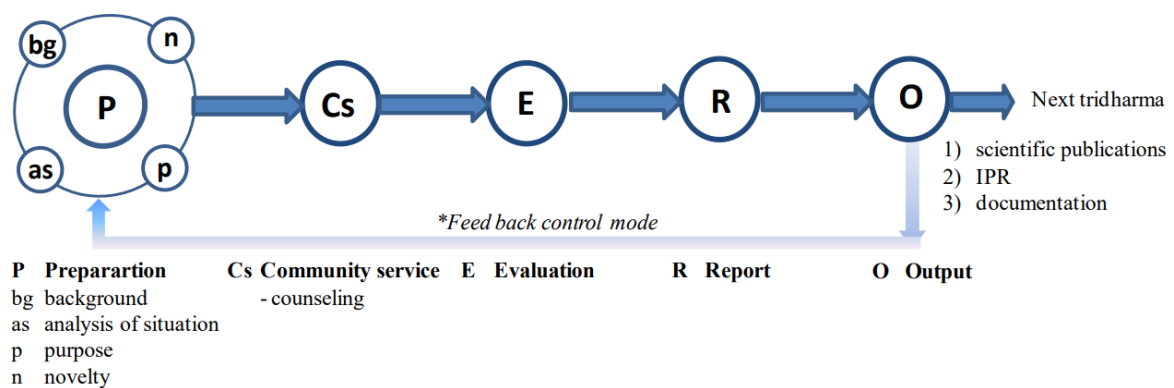 bg
n
P
as
p
Cs
E
R
O
Next tridharma
1) scientific publications
2) IPR
3) documentation
*Feed back control mode
P Preparartion
bg background
as analysis of situation
p purpose
n novelty
Cs Community service
- counseling
E Evaluation
R Report
O Output